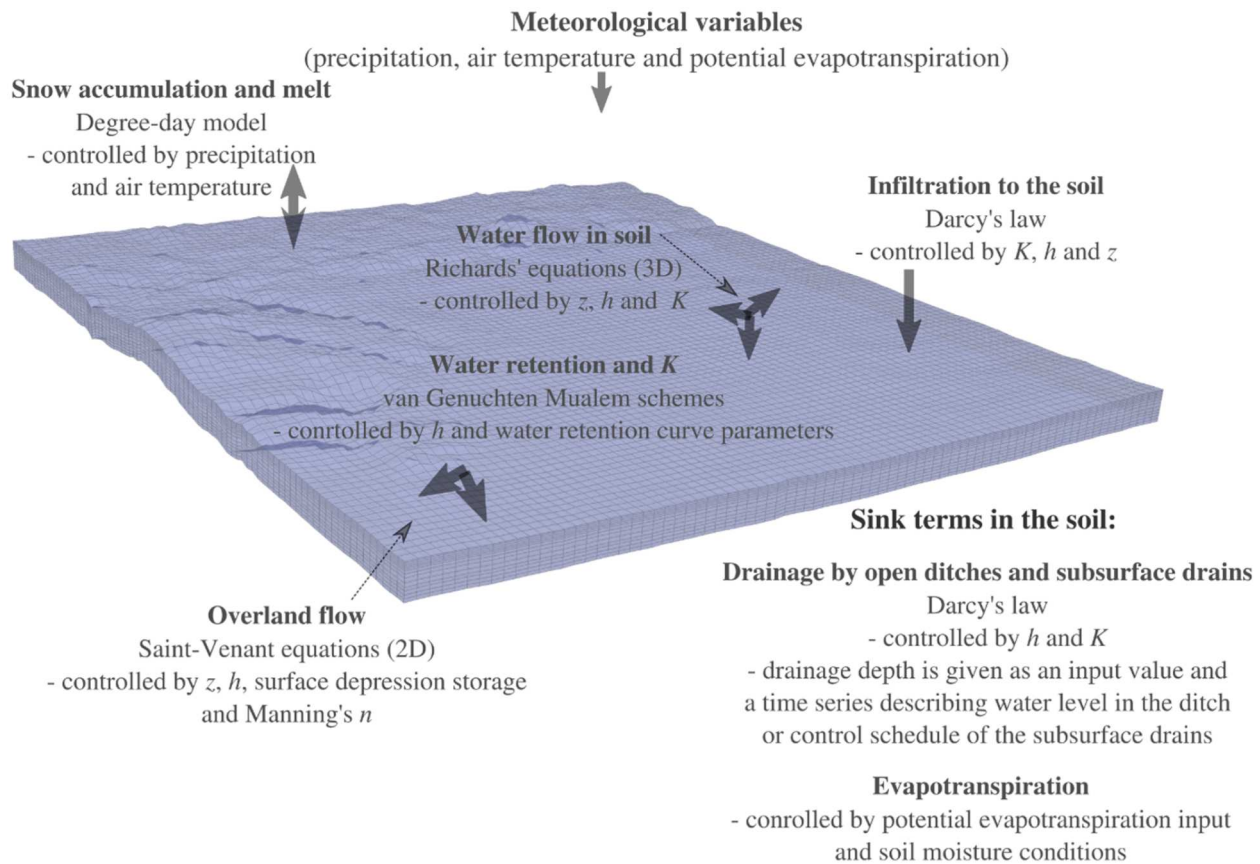 Meteorological variables
(precipitation, air temperature and potential evapotranspiration)
Snow accumulation and melt
Degree-day model
- controlled by precipitation
and air temperature
Infiltration to the soil
Darcy's law
- controlled by K, h and z
Water flow in soil
Richards' equations (3D)
- controlled by z, h and K
Water retention and K
van Genuchten Mualem schemes
- conrtolled by h and water retention curve parameters
Overland flow
Saint-Venant equations (2D)
- controlled by z, h, surface depression storage
and Manning's n
Sink terms in the soil:
Drainage by open ditches and subsurface drains
Darcy's law
- controlled by h and K
- drainage depth is given as an input value and
a time series describing water level in the ditch
or control schedule of the subsurface drains
Evapotranspiration
- conrolled by potential evapotranspiration input
and soil moisture conditions